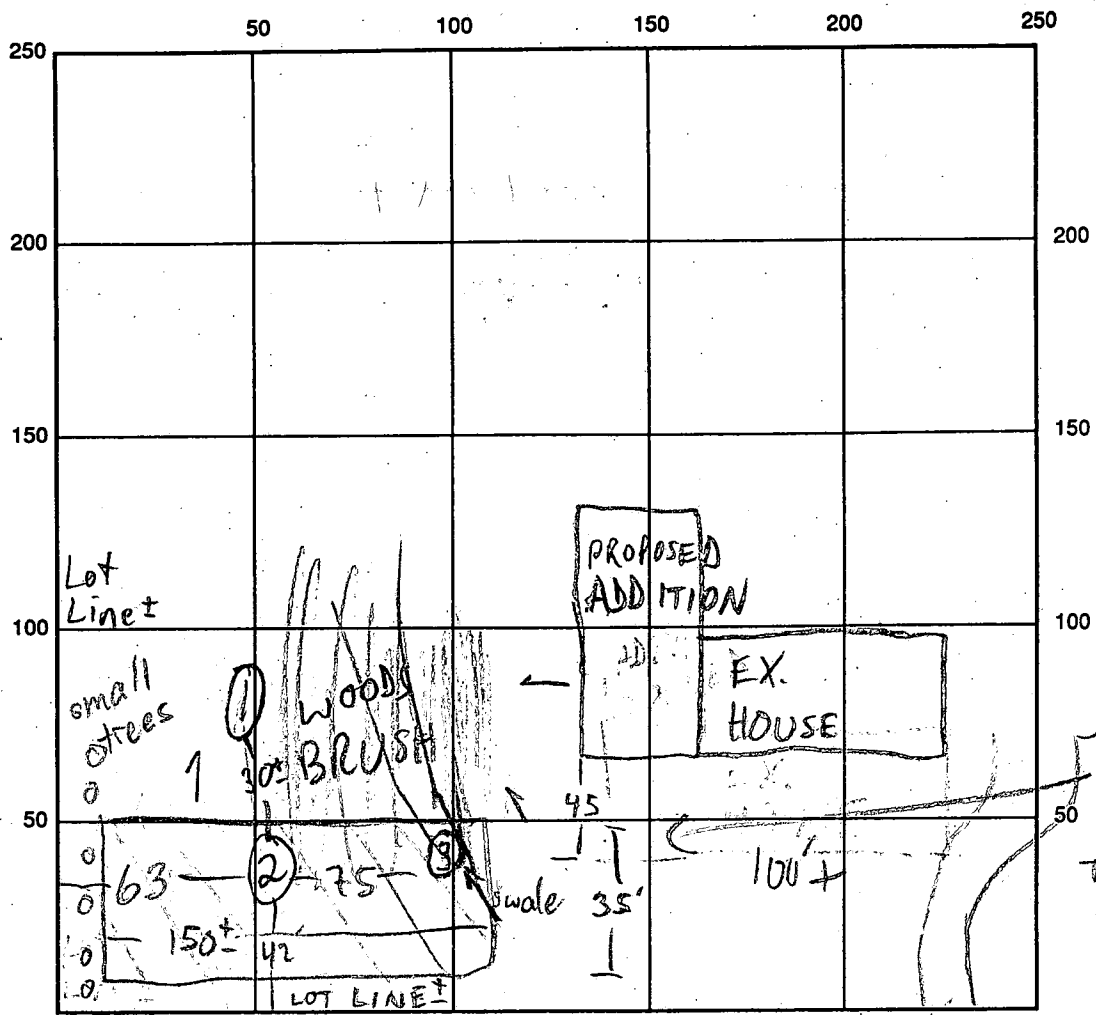 50 100 150 200 250
250
200 200
150 150
PROPOSED
ADDITION
Lot
Line±
100 100
small
trees
1
WOODS
BRUSH
EX.
HOUSE
1
30±
50 50
45
63 2 75 3
swale 35'
100'±
150± 42'
LOT LINE±